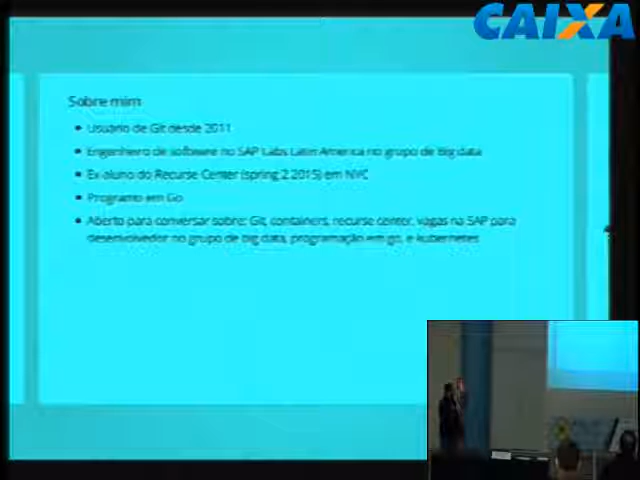 CAIXA
Sobre mim
• Usuário de Git desde 2011
• Engenheiro de software no SAP Labs Latin America no grupo de big data
• Ex-aluno do Recurse Center (spring 2 2015) em NYC
• Programo em Go
• Aberto para conversar sobre: Git, containers, recurse center, vagas na SAP para
desenvolvedor no grupo de big data, programação em go, e kubernetes